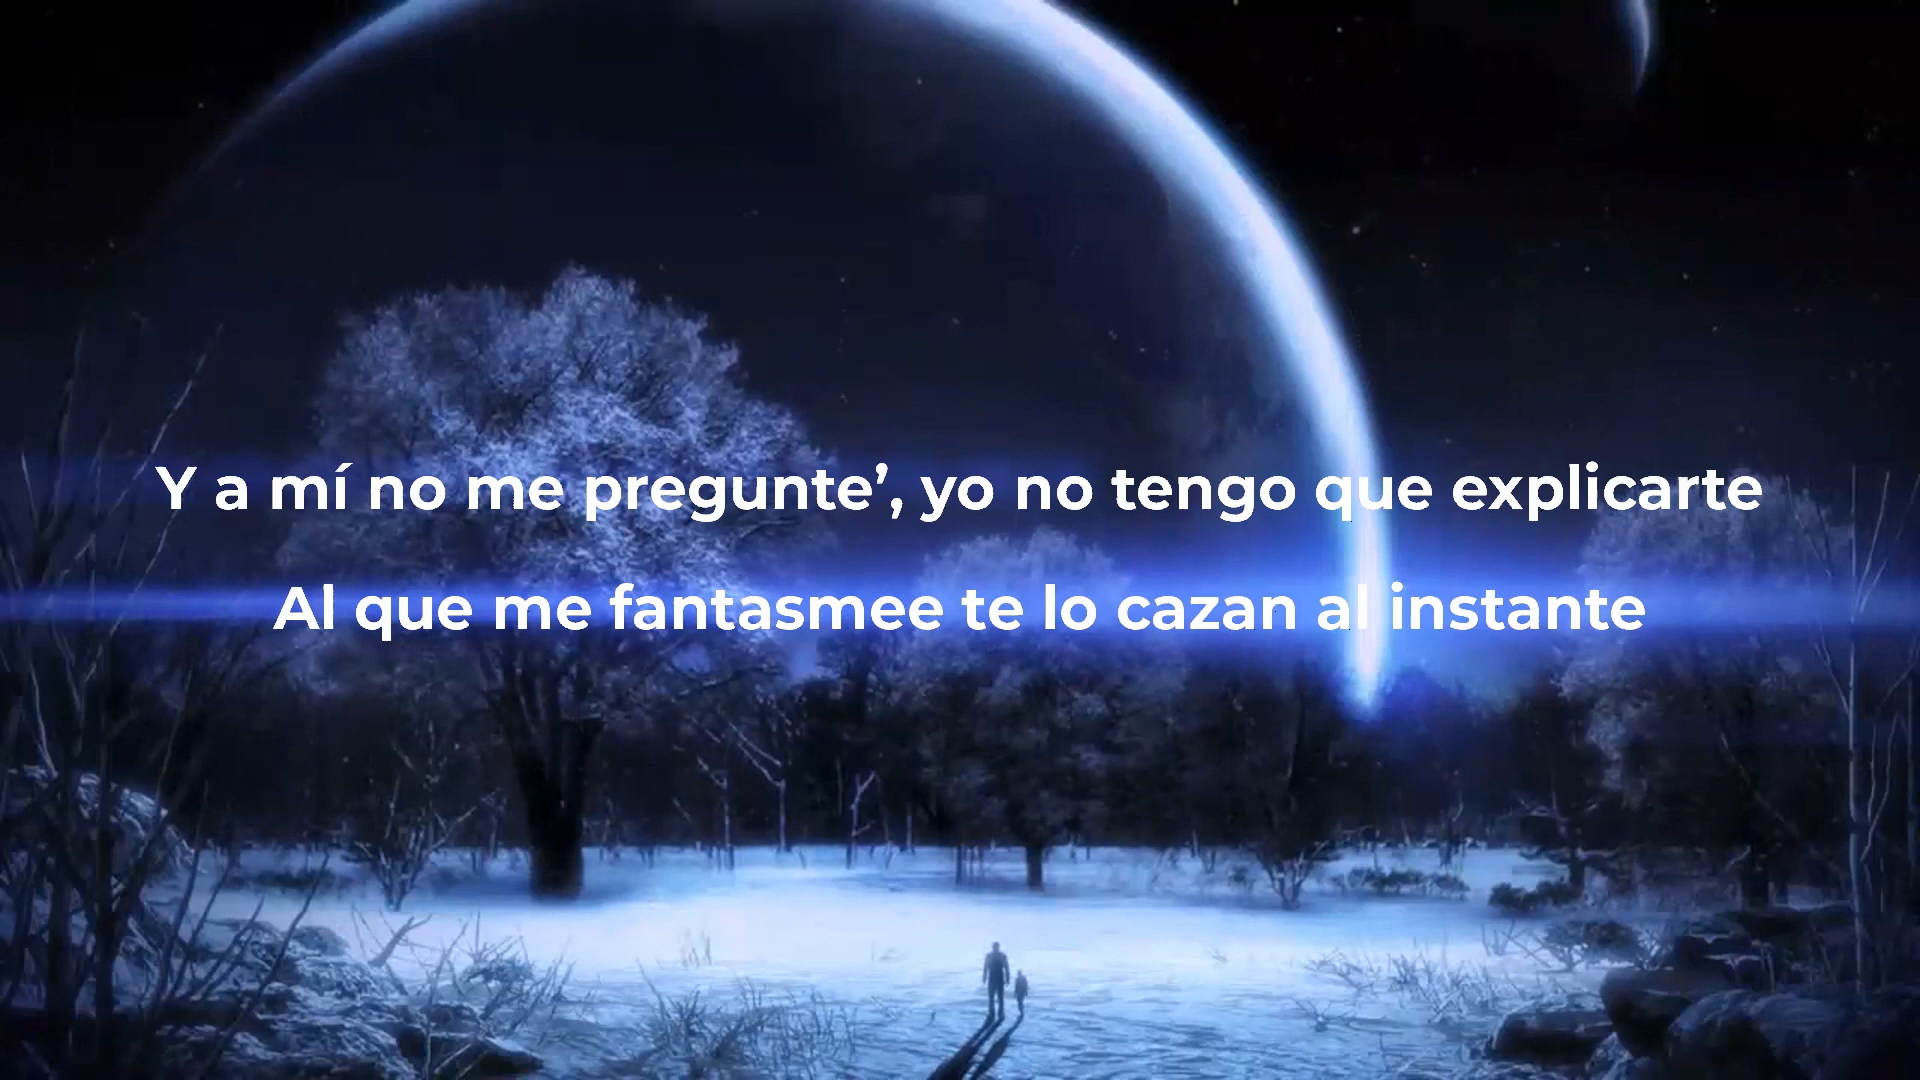 Y a mí no me pregunte’, yo no tengo que explicarte
Al que me fantasmee te lo cazan al instante